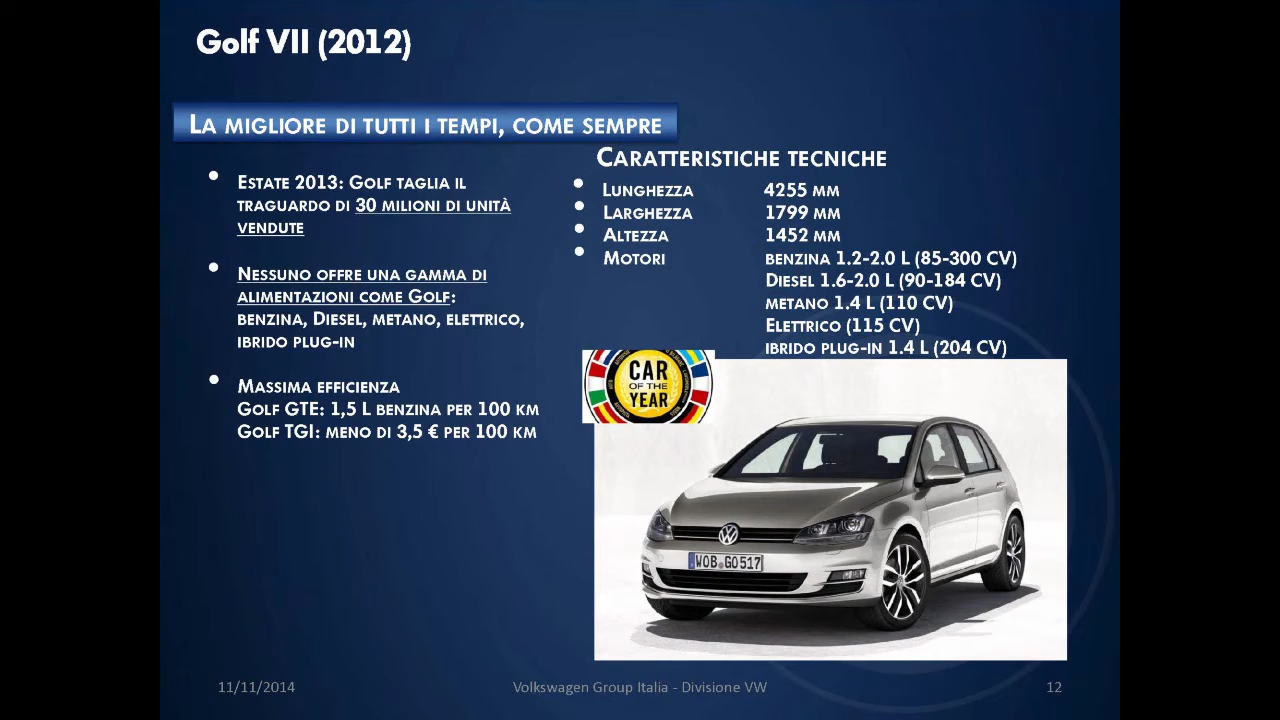 Golf VII (2012)
La migliore di tutti i tempi, come sempre
Caratteristiche tecniche
• Estate 2013: Golf taglia il
traguardo di 30 milioni di unità
vendute
• Nessuno offre una gamma di
alimentazioni come Golf:
benzina, Diesel, metano, elettrico,
ibrido plug-in
• Massima efficienza
Golf GTE: 1,5 l benzina per 100 km
Golf TGI: meno di 3,5 € per 100 km
• Lunghezza 4255 mm
• Larghezza 1799 mm
• Altezza 1452 mm
• Motori benzina 1.2-2.0 l (85-300 CV)
Diesel 1.6-2.0 l (90-184 CV)
metano 1.4 l (110 CV)
Elettrico (115 CV)
ibrido plug-in 1.4 l (204 CV)
CAR
OF THE
YEAR
WOB GO517
11/11/2014
Volkswagen Group Italia - Divisione VW
12